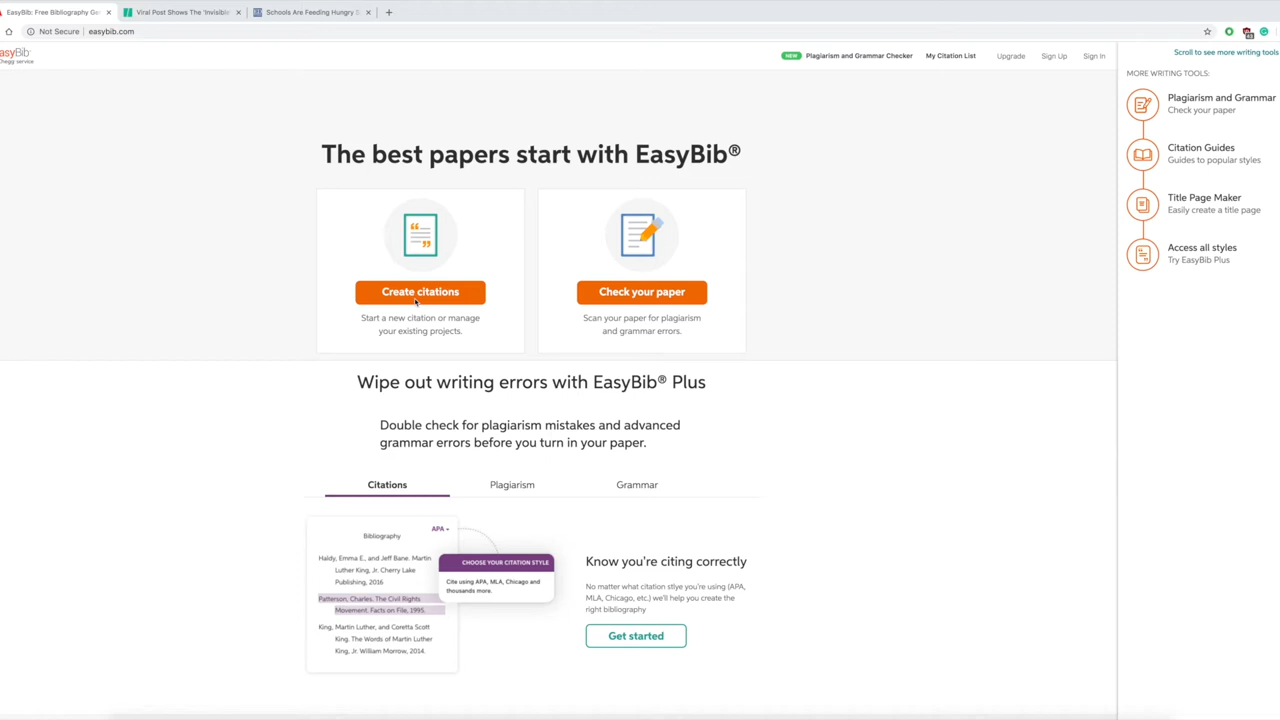 EasyBib: Free Bibliography Ge
Viral Post Shows The 'Invisible
Schools Are Feeding Hungry
Not Secure easybib.com
asyBib
Chegg service
NEW Plagiarism and Grammar Checker My Citation List Upgrade Sign Up Sign In
Scroll to see more writing tools
MORE WRITING TOOLS:
Plagiarism and Grammar
Check your paper
Citation Guides
Guides to popular styles
Title Page Maker
Easily create a title page
Access all styles
Try EasyBib Plus
The best papers start with EasyBib®
Create citations
Start a new citation or manage
your existing projects.
Check your paper
Scan your paper for plagiarism
and grammar errors.
Wipe out writing errors with EasyBib® Plus
Double check for plagiarism mistakes and advanced
grammar errors before you turn in your paper.
Citations Plagiarism Grammar
APA
Bibliography
Haidy, Emma E., and Jeff Bane. Martin
Luther King, Jr. Cherry Lake
Publishing, 2016
Patterson, Charles. The Civil Rights
Movement. Facts on File, 1995.
King, Martin Luther, and Coretta Scott
King. The Words of Martin Luther
King, Jr. William Morrow, 2014.
CHOOSE YOUR CITATION STYLE
Cite using APA, MLA, Chicago and
thousands more.
Know you're citing correctly
No matter what citation stlye you're using (APA,
MLA, Chicago, etc.) we'll help you create the
right bibliography
Get started